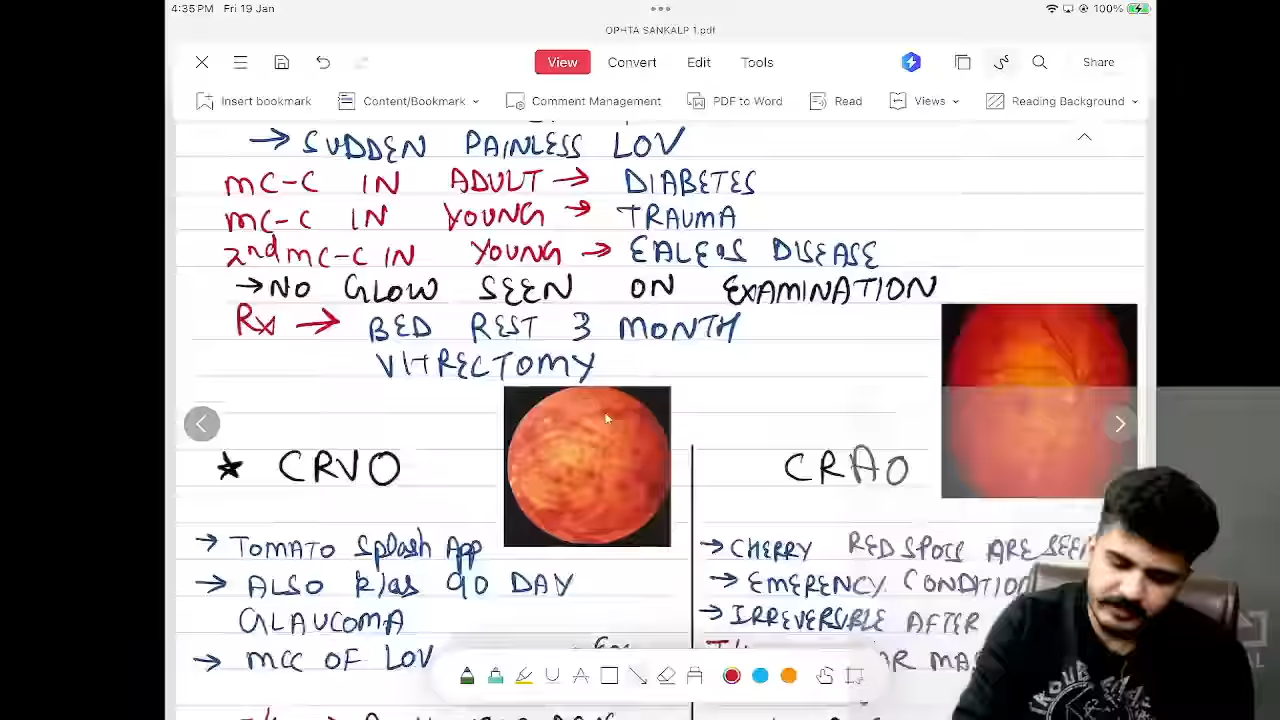 4:35 PM Fri 19 Jan
100%
OPHTA SANKALP 1.pdf
View Convert Edit Tools Share
Insert bookmark Content/Bookmark Comment Management PDF to Word Read Views Reading Background
→ SUDDEN PAINLESS LOV
MC-C IN ADULT → DIABETES
MC-C IN YOUNG → TRAUMA
2nd MC-C IN YOUNG → EALE'S DISEASE
→ NO GLOW SEEN ON EXAMINATION
Rx → BED REST 3 MONTH
VITRECTOMY
★ CRVO
→ TOMATO Splash App
→ ALSO k/as 90 DAY
GLAUCOMA
→ MCC OF LOV
CRAO
→ CHERRY RED SPOTS ARE
→ EMERENCY CONDITION
→ IRREVERSIBLE AFTER